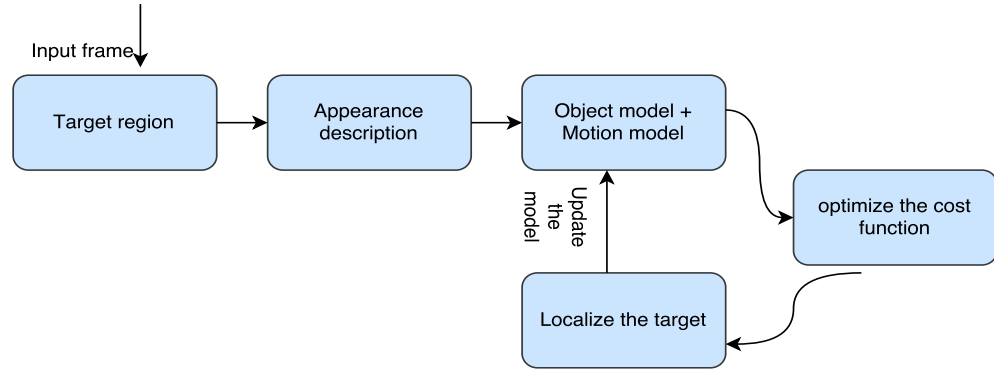 Input frame
Target region
Appearance
description
Object model +
Motion model
optimize the cost
function
Update
the
model
Localize the target